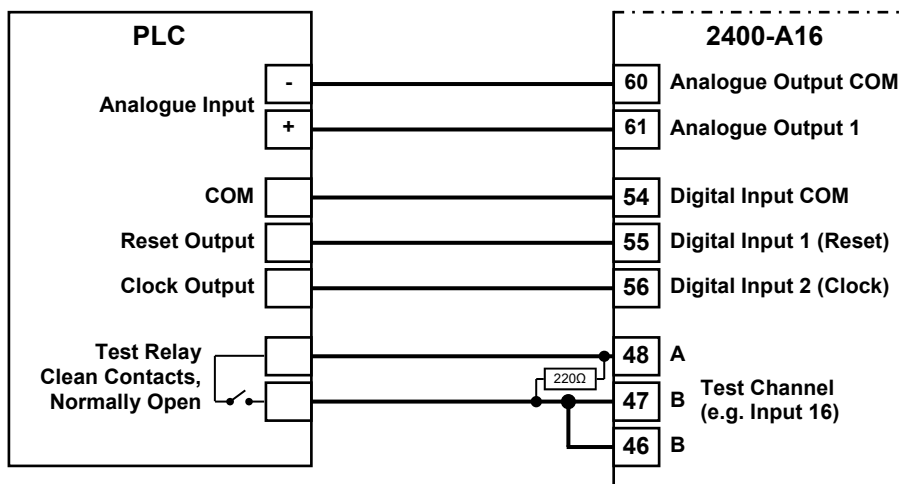 PLC
2400-A16
Analogue Input
-
60
Analogue Output COM
+
61
Analogue Output 1
COM
54
Digital Input COM
Reset Output
55
Digital Input 1 (Reset)
Clock Output
56
Digital Input 2 (Clock)
Test Relay
Clean Contacts,
Normally Open
220Ω
48
A
47
B
46
B
Test Channel
(e.g. Input 16)